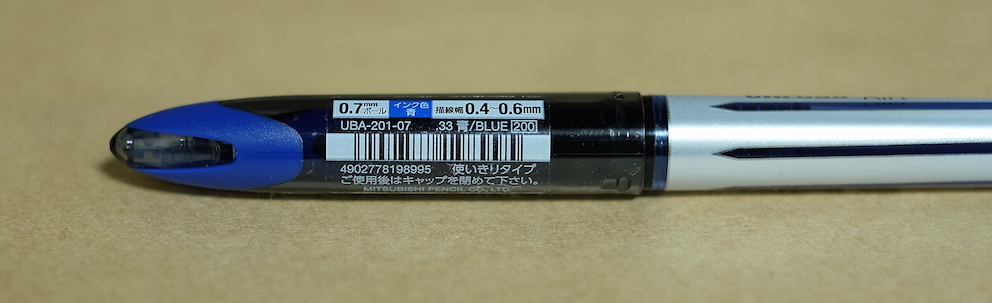 0.7mm ボール インク色 青 描線幅 0.4~0.6mm
UBA-201-07 .33 青/BLUE 200
4902778198995 使いきりタイプ
ご使用後はキャップを閉めて下さい。
MITSUBISHI PENCIL CO., LTD.